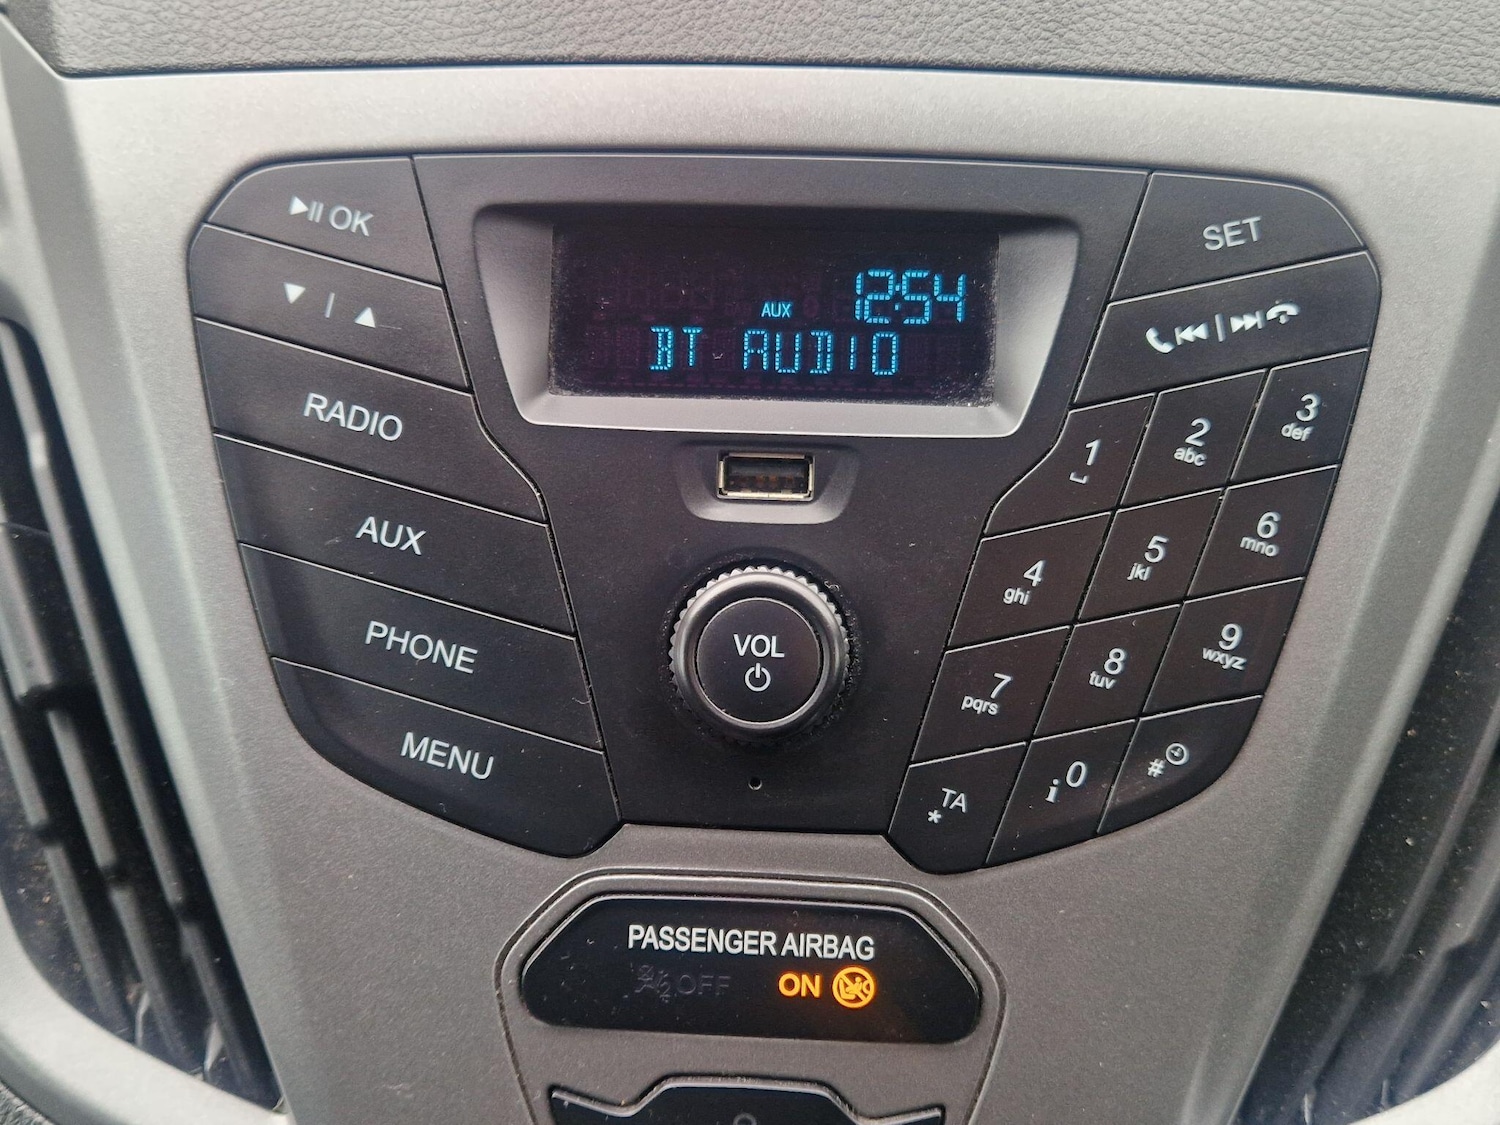 OK
SET
AUX
12:54
BT AUDIO
RADIO
AUX
PHONE
MENU
VOL
1
2
abc
3
def
4
ghi
5
jkl
6
mno
7
pqrs
8
tuv
9
wxyz
TA
*
i 0
#
PASSENGER AIRBAG
OFF
ON